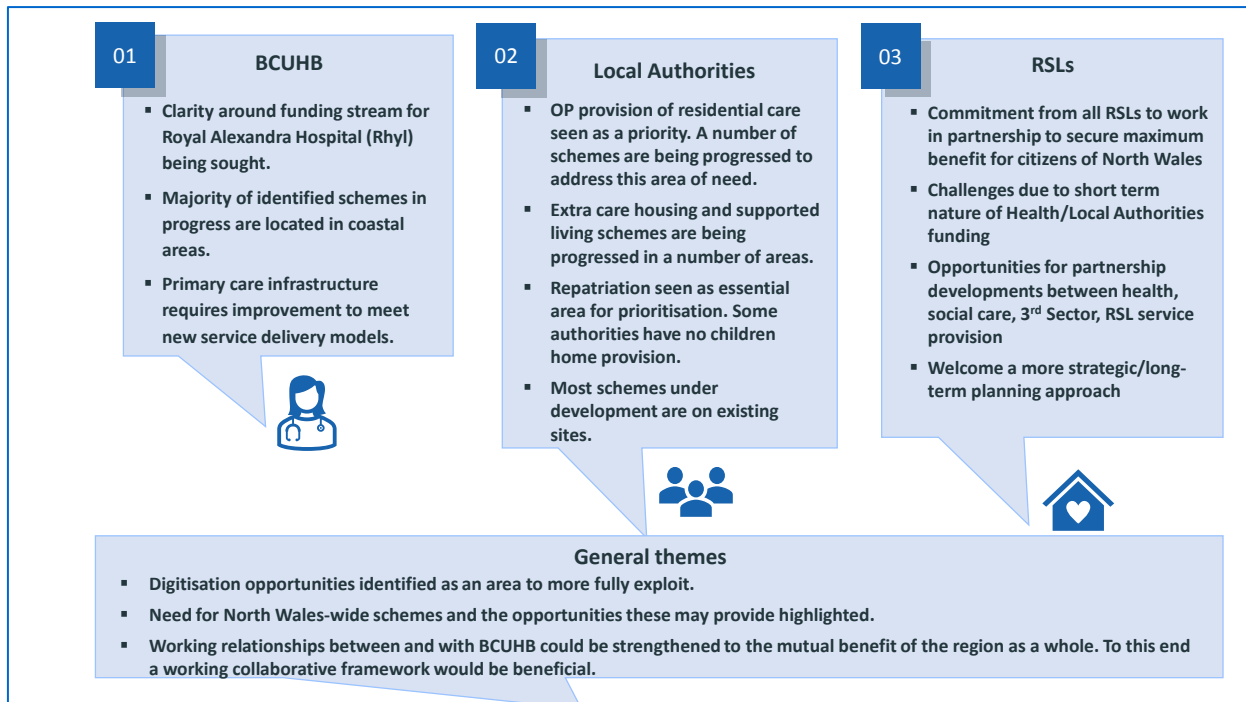 01
BCUHB
▪ Clarity around funding stream for
Royal Alexandra Hospital (Rhyl)
being sought.
▪ Majority of identified schemes in
progress are located in coastal
areas.
▪ Primary care infrastructure
requires improvement to meet
new service delivery models.
02
Local Authorities
▪ OP provision of residential care
seen as a priority. A number of
schemes are being progressed to
address this area of need.
▪ Extra care housing and supported
living schemes are being
progressed in a number of areas.
▪ Repatriation seen as essential
area for prioritisation. Some
authorities have no children
home provision.
▪ Most schemes under
development are on existing
sites.
03
RSLs
▪ Commitment from all RSLs to work
in partnership to secure maximum
benefit for citizens of North Wales
▪ Challenges due to short term
nature of Health/Local Authorities
funding
▪ Opportunities for partnership
developments between health,
social care, 3rd Sector, RSL service
provision
▪ Welcome a more strategic/long-
term planning approach
General themes
▪ Digitisation opportunities identified as an area to more fully exploit.
▪ Need for North Wales-wide schemes and the opportunities these may provide highlighted.
▪ Working relationships between and with BCUHB could be strengthened to the mutual benefit of the region as a whole. To this end
a working collaborative framework would be beneficial.